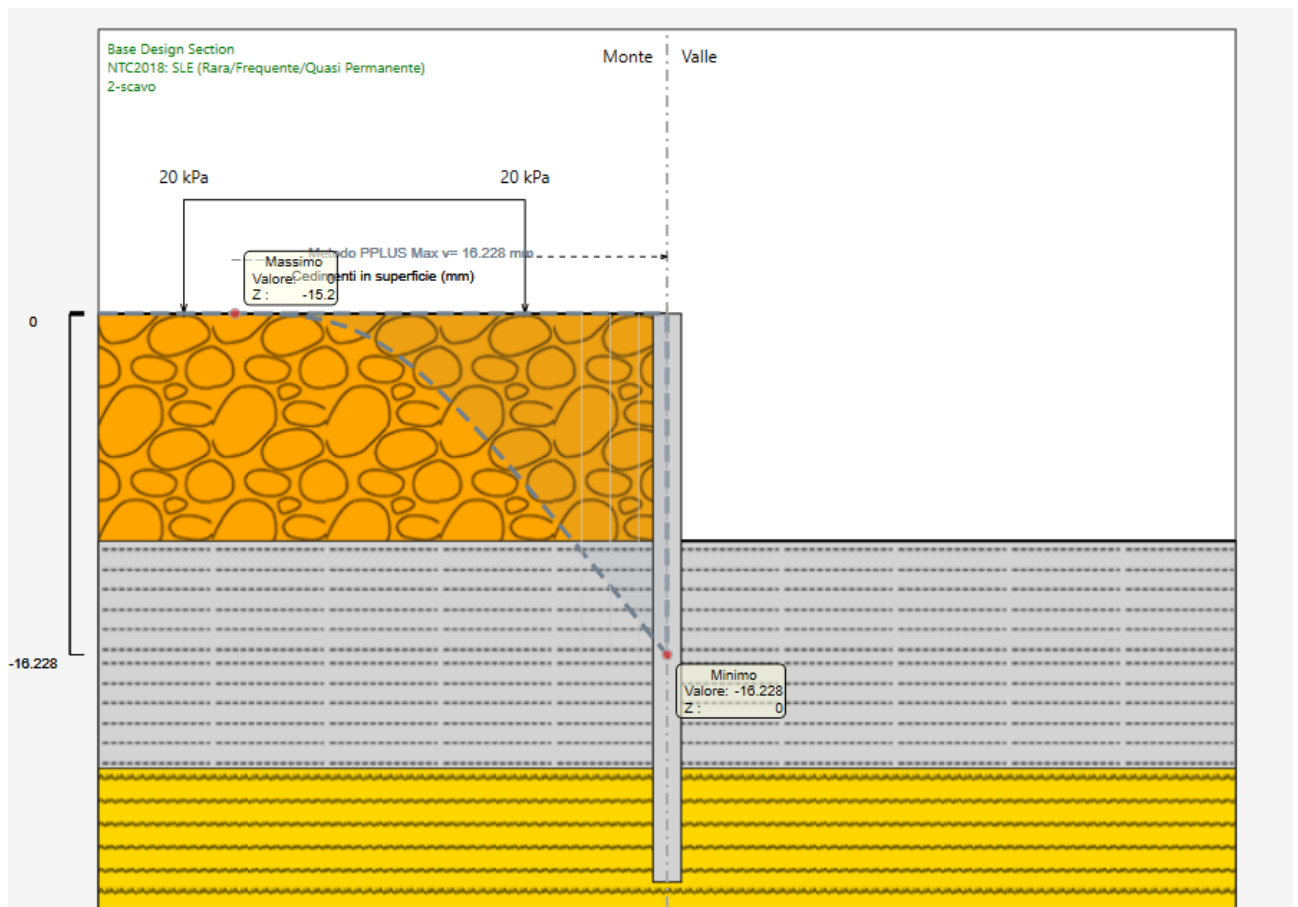 Base Design Section
NTC2018: SLE (Rara/Frequente/Quasi Permanente)
2-scavo
Monte
Valle
20 kPa
20 kPa
Metodo PPLUS Max v= 16.228 mm
Cedimenti in superficie (mm)
Massimo
Valore: 0
Z : -15.2
0
-16.228
Minimo
Valore: -16.228
Z : 0